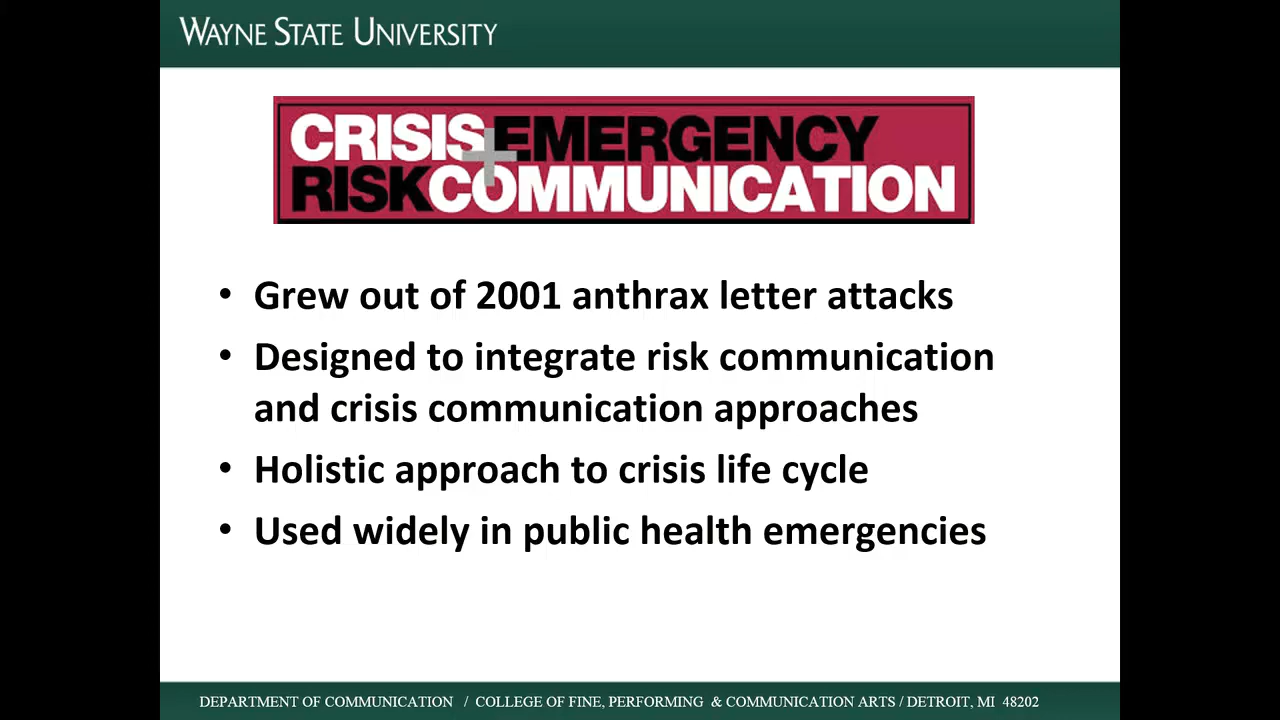 WAYNE STATE UNIVERSITY
CRISIS+EMERGENCY
RISKCOMMUNICATION
• Grew out of 2001 anthrax letter attacks
• Designed to integrate risk communication
and crisis communication approaches
• Holistic approach to crisis life cycle
• Used widely in public health emergencies
DEPARTMENT OF COMMUNICATION / COLLEGE OF FINE, PERFORMING & COMMUNICATION ARTS / DETROIT, MI 48202